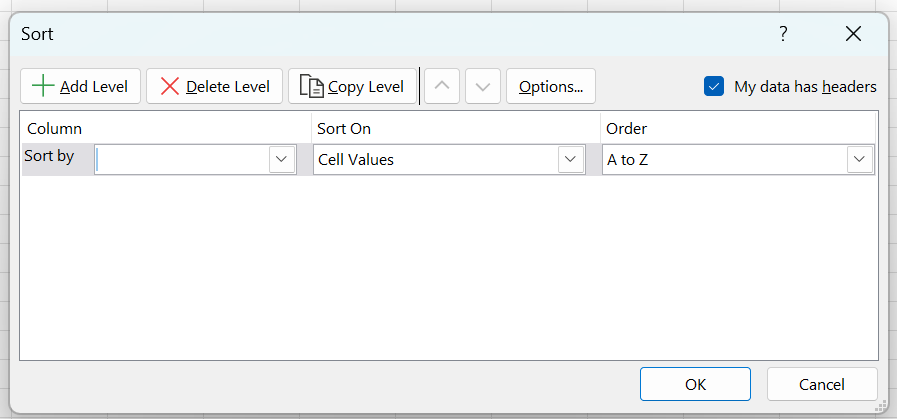 Sort ?
Add Level Delete Level Copy Level Options... My data has headers
Column Sort On Order
Sort by Cell Values A to Z
OK Cancel